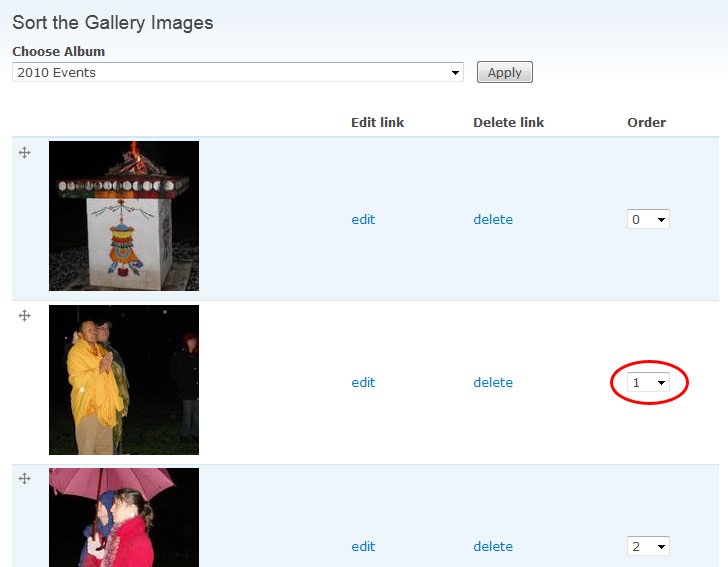 Sort the Gallery Images
Choose Album
2010 Events Apply
Edit link Delete link Order
edit delete 0
edit delete 1
edit delete 2